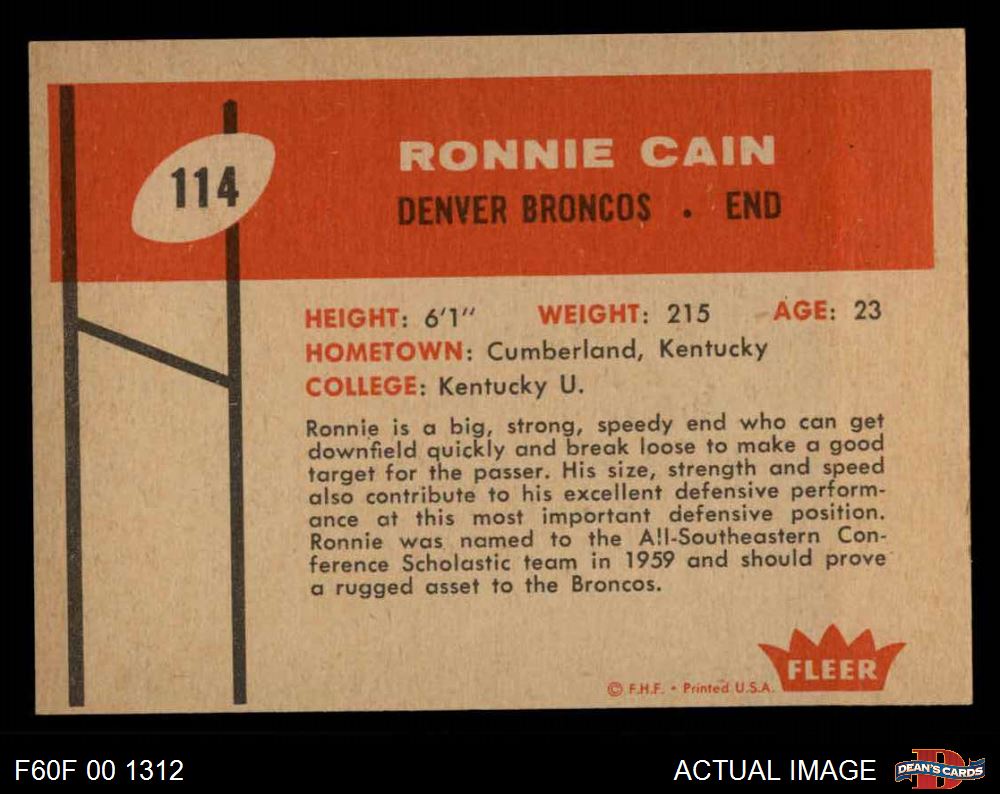 114
RONNIE CAIN
DENVER BRONCOS . END
HEIGHT: 6'1" WEIGHT: 215 AGE: 23
HOMETOWN: Cumberland, Kentucky
COLLEGE: Kentucky U.
Ronnie is a big, strong, speedy end who can get
downfield quickly and break loose to make a good
target for the passer. His size, strength and speed
also contribute to his excellent defensive perform-
ance at this most important defensive position.
Ronnie was named to the All-Southeastern Con-
ference Scholastic team in 1959 and should prove
a rugged asset to the Broncos.
FLEER
© F.H.F. • Printed U.S.A.
F60F 00 1312
ACTUAL IMAGE
D
DEAN'S CARDS